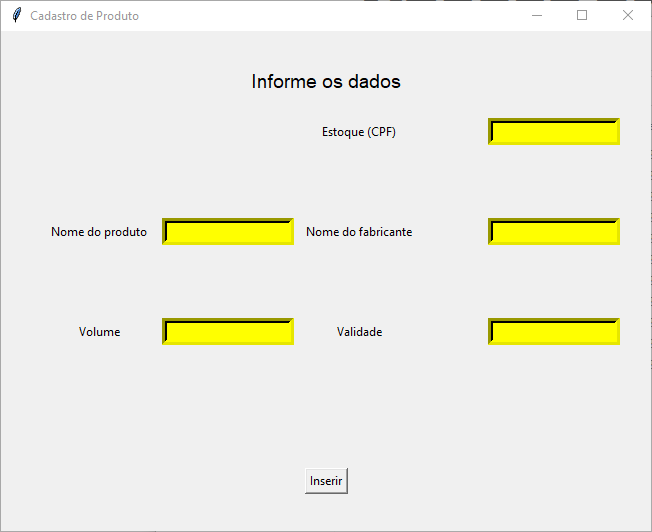 Cadastro de Produto
Informe os dados
Estoque (CPF)
Nome do produto Nome do fabricante
Volume Validade
Inserir